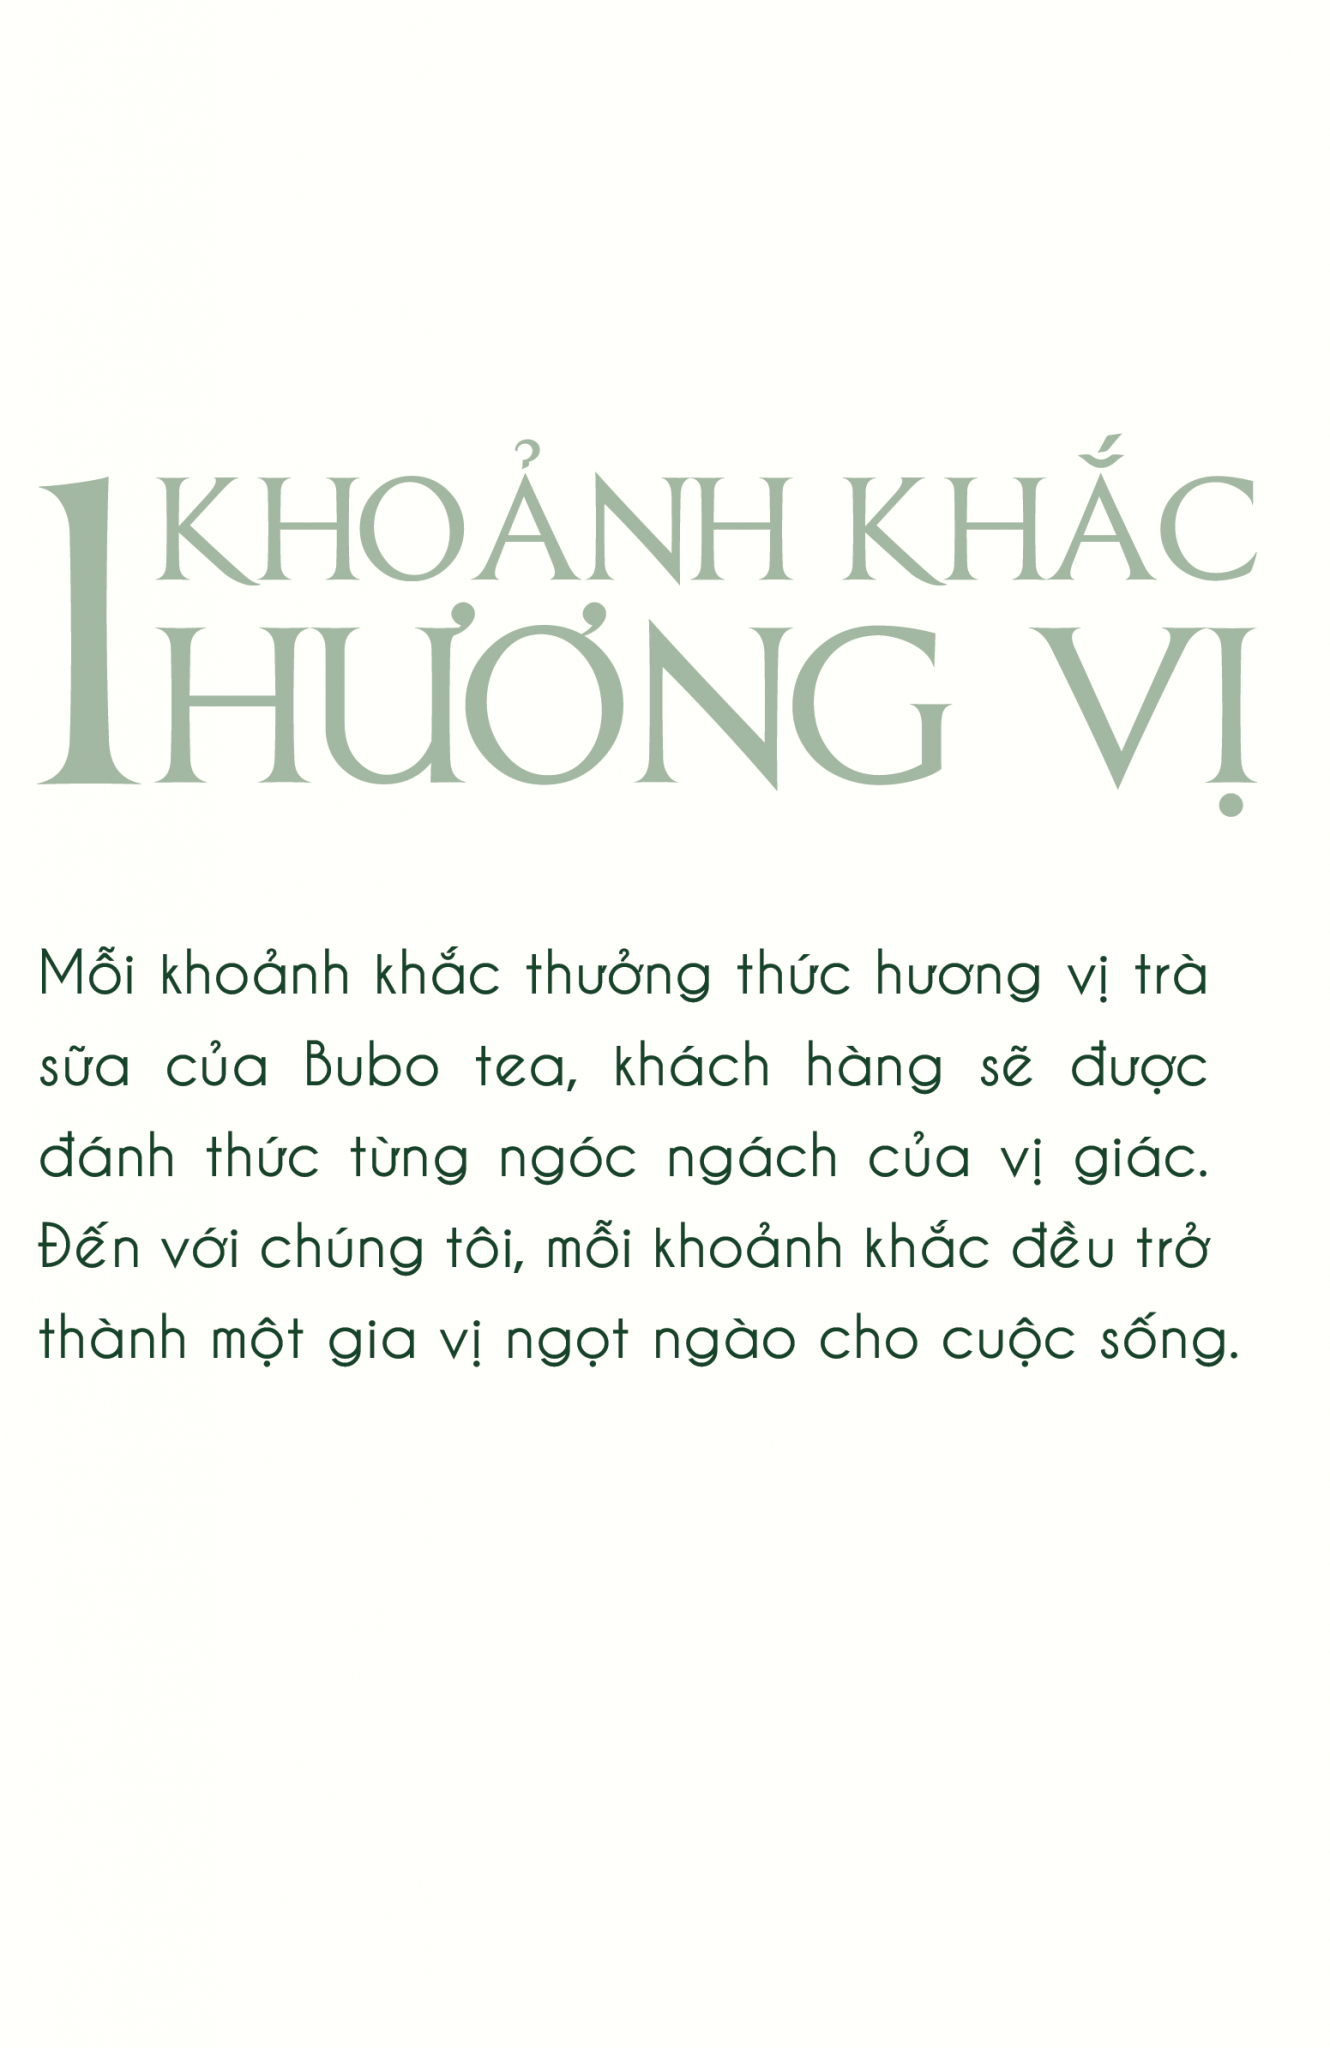 1 KHOẢNH KHẮC
HƯƠNG VỊ
Mỗi khoảnh khắc thưởng thức hương vị trà
sữa của Bubo tea, khách hàng sẽ được
đánh thức từng ngóc ngách của vị giác.
Đến với chúng tôi, mỗi khoảnh khắc đều trở
thành một gia vị ngọt ngào cho cuộc sống.